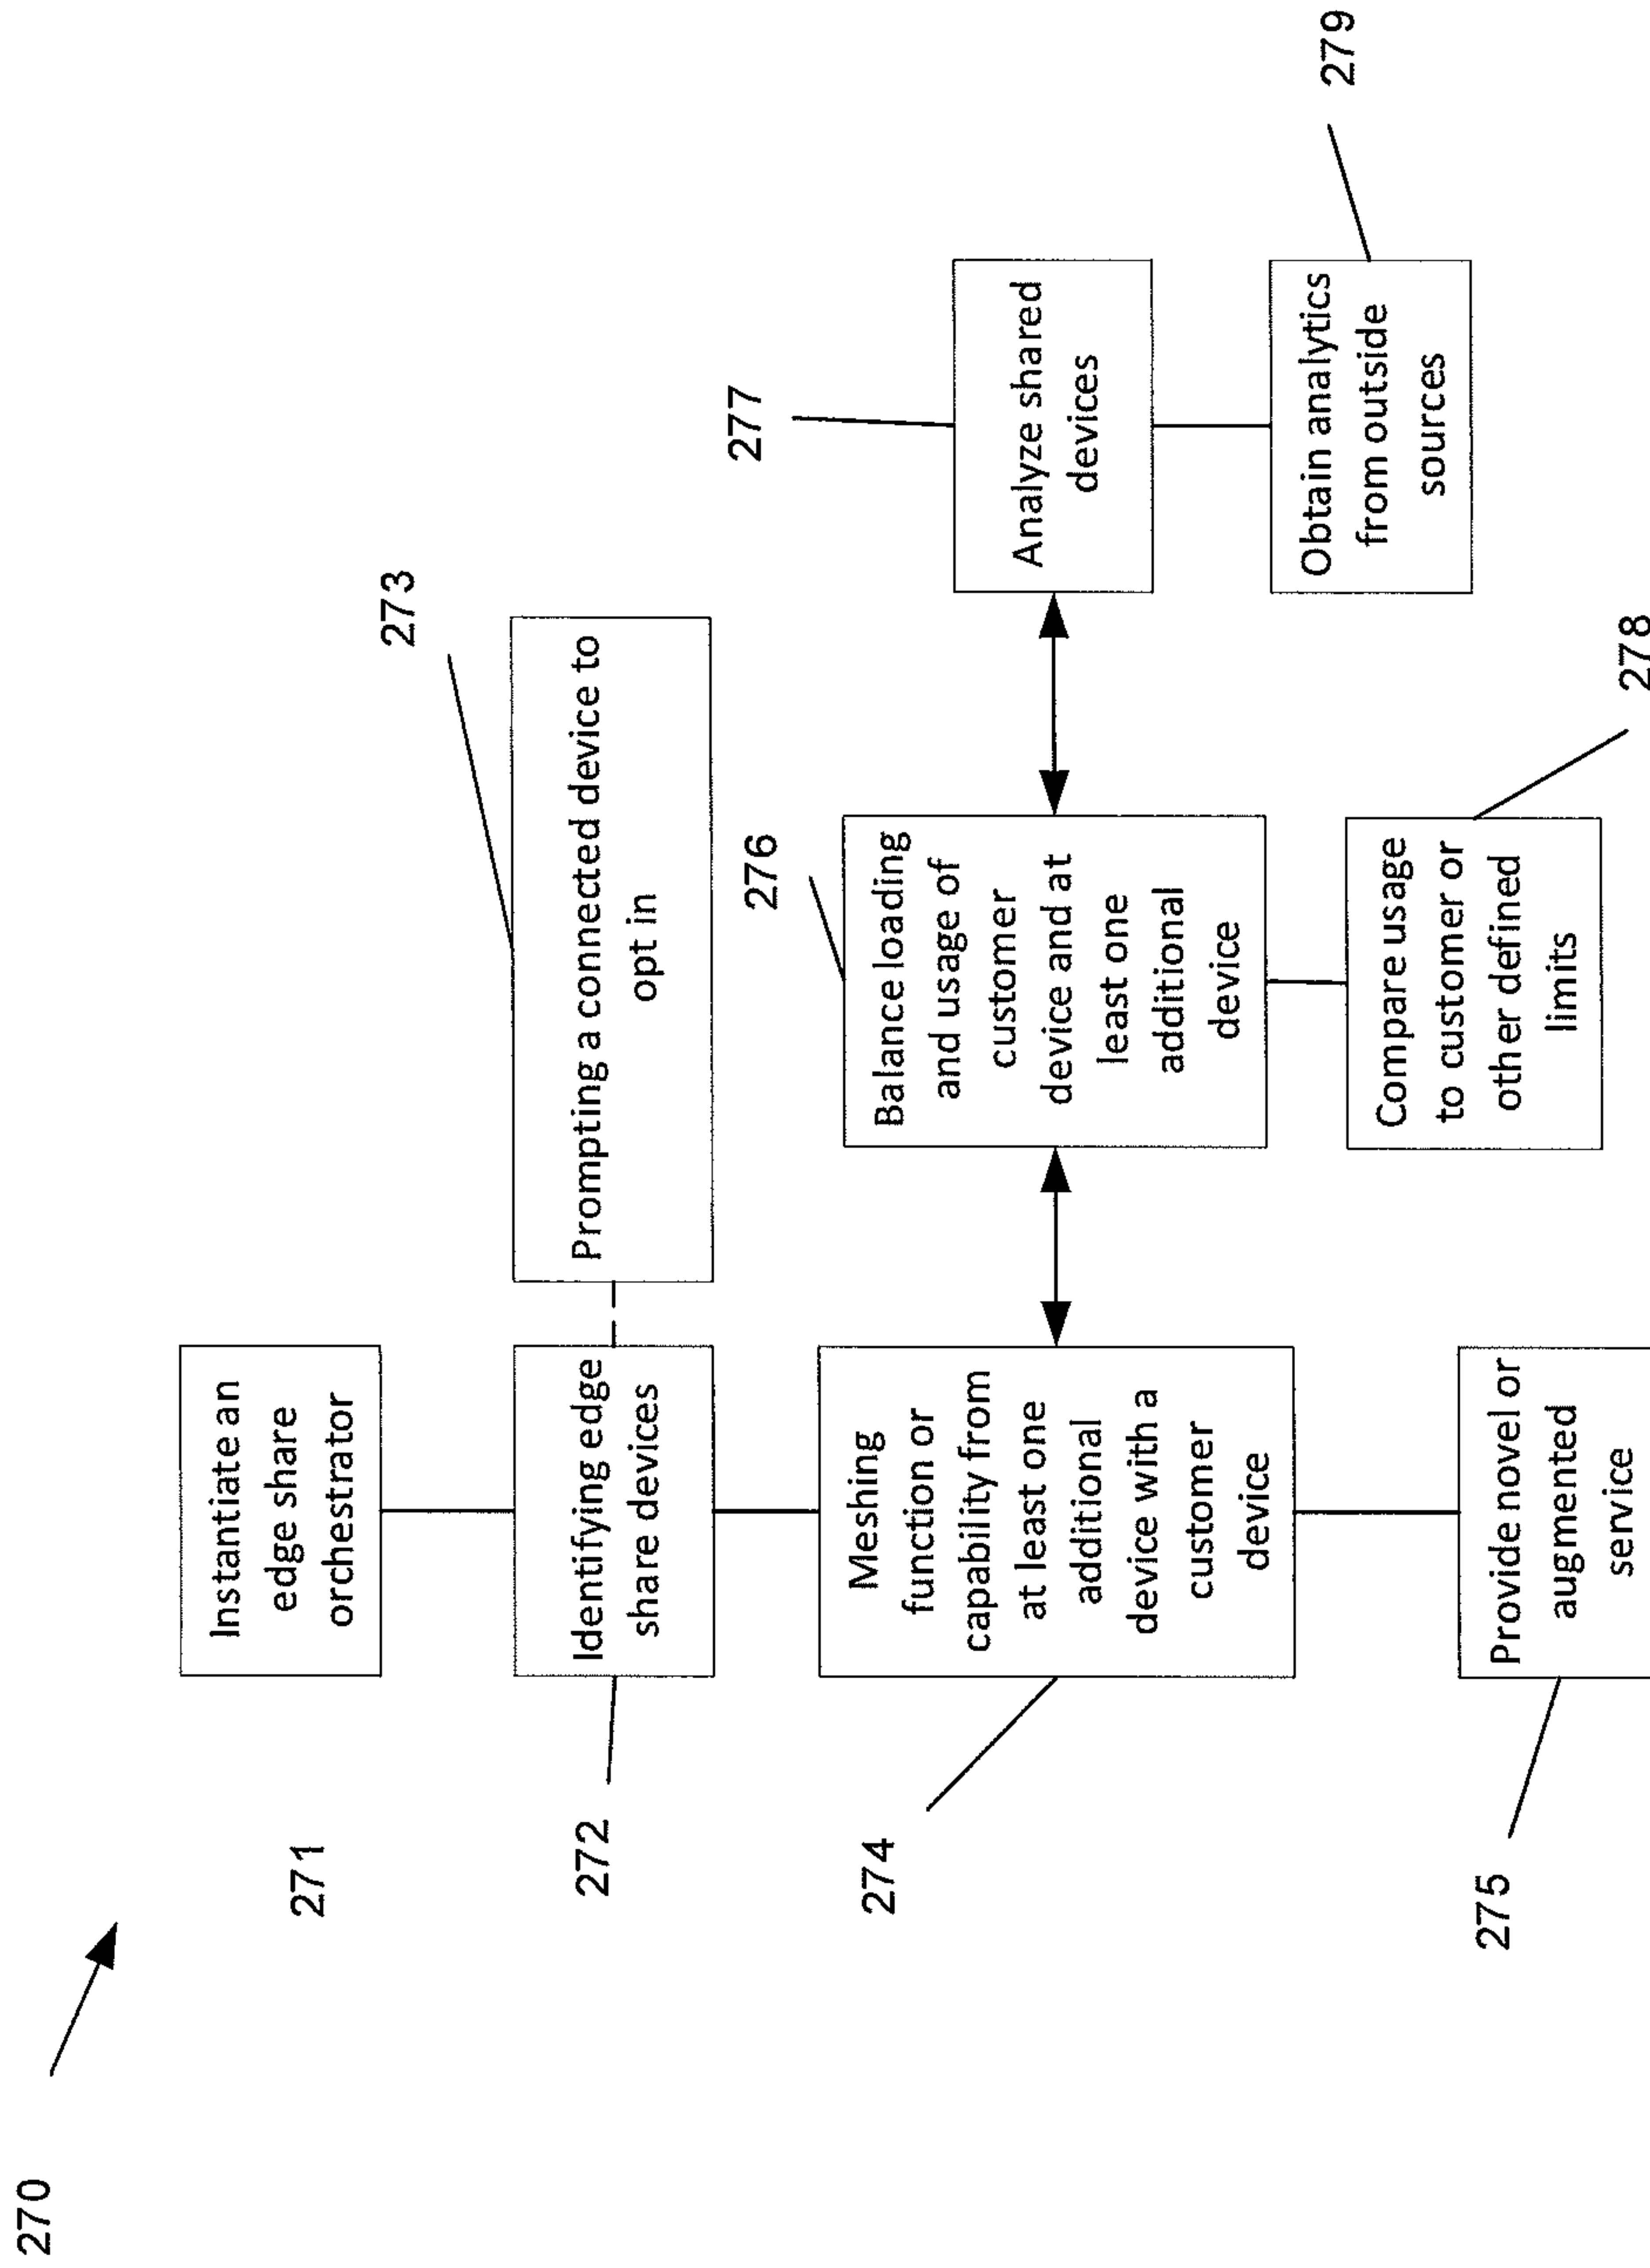 270
271
Instantiate an
edge share
orchestrator
272
Identifying edge
share devices
273
Prompting a connected device to
opt in
274
Meshing
function or
capability from
at least one
additional
device with a
customer
device
276
Balance loading
and usage of
customer
device and at
least one
additional
device
277
Analyze shared
devices
275
Provide novel or
augmented
service
278
Compare usage
to customer or
other defined
limits
279
Obtain analytics
from outside
sources